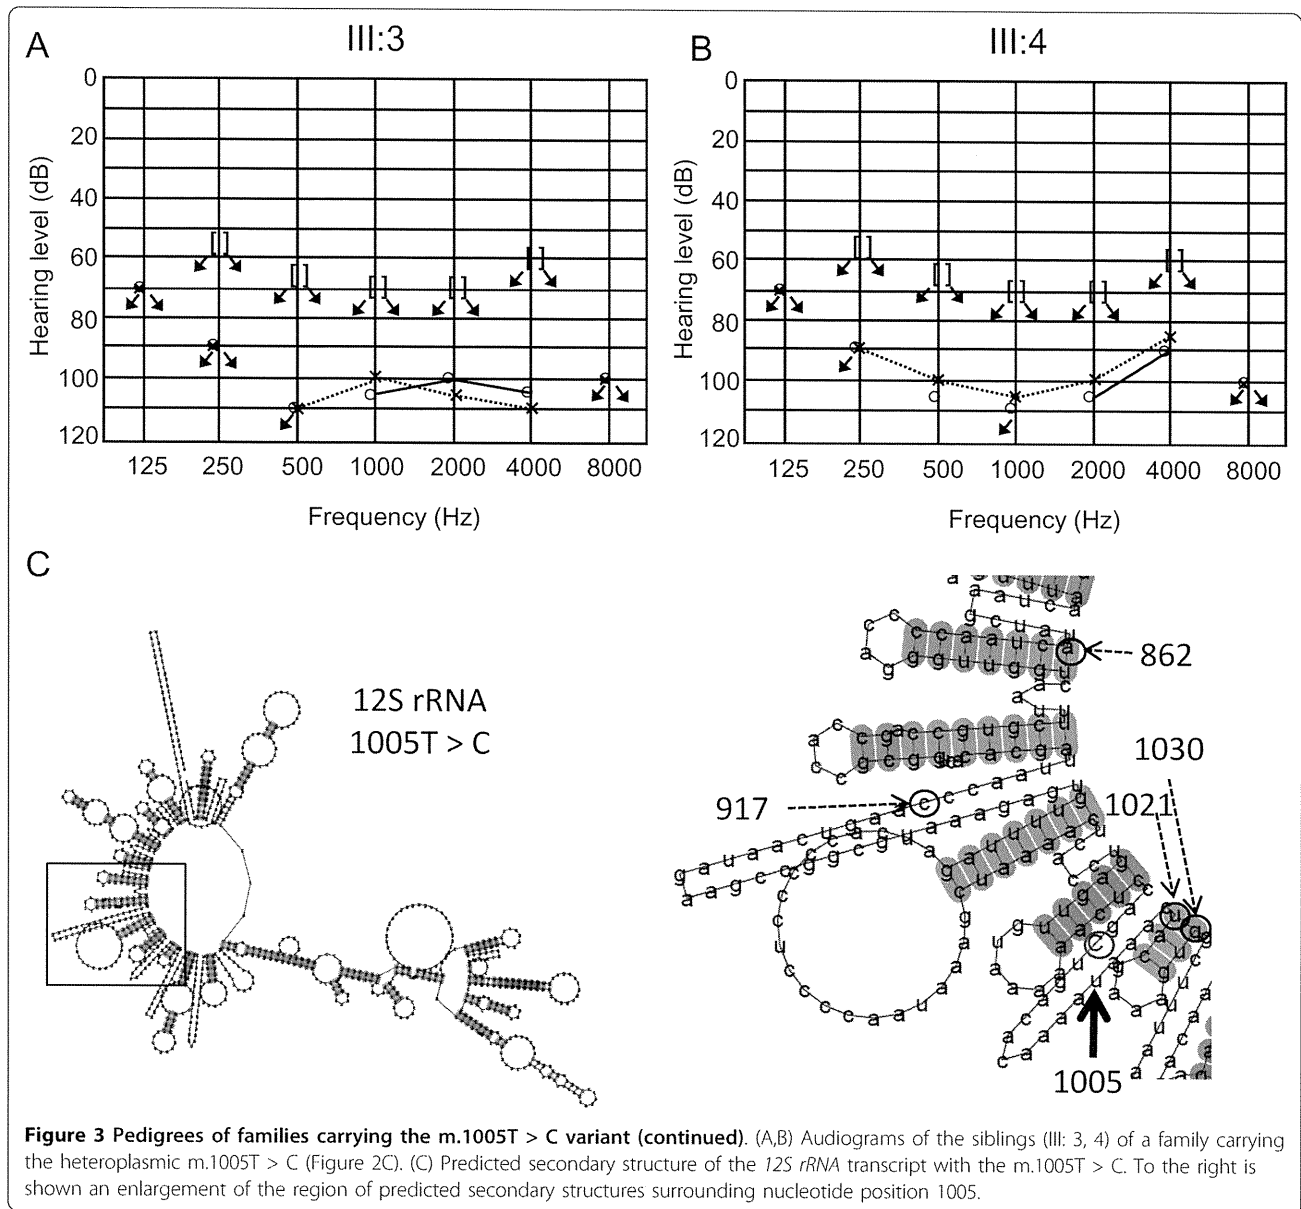 A
III:3
0
20
40
60
80
100
120
Hearing level (dB)
[ ]
[ ]
[ ]
[ ]
[ ]
125 250 500 1000 2000 4000 8000
Frequency (Hz)
B
III:4
0
20
40
60
80
100
120
Hearing level (dB)
[ ]
[ ]
[ ]
[ ]
[ ]
125 250 500 1000 2000 4000 8000
Frequency (Hz)
C
12S rRNA
1005T > C
862
1030
917
1021
1005
Figure 3 Pedigrees of families carrying the m.1005T > C variant (continued). (A,B) Audiograms of the siblings (III: 3, 4) of a family carrying
the heteroplasmic m.1005T > C (Figure 2C). (C) Predicted secondary structure of the 12S rRNA transcript with the m.1005T > C. To the right is
shown an enlargement of the region of predicted secondary structures surrounding nucleotide position 1005.